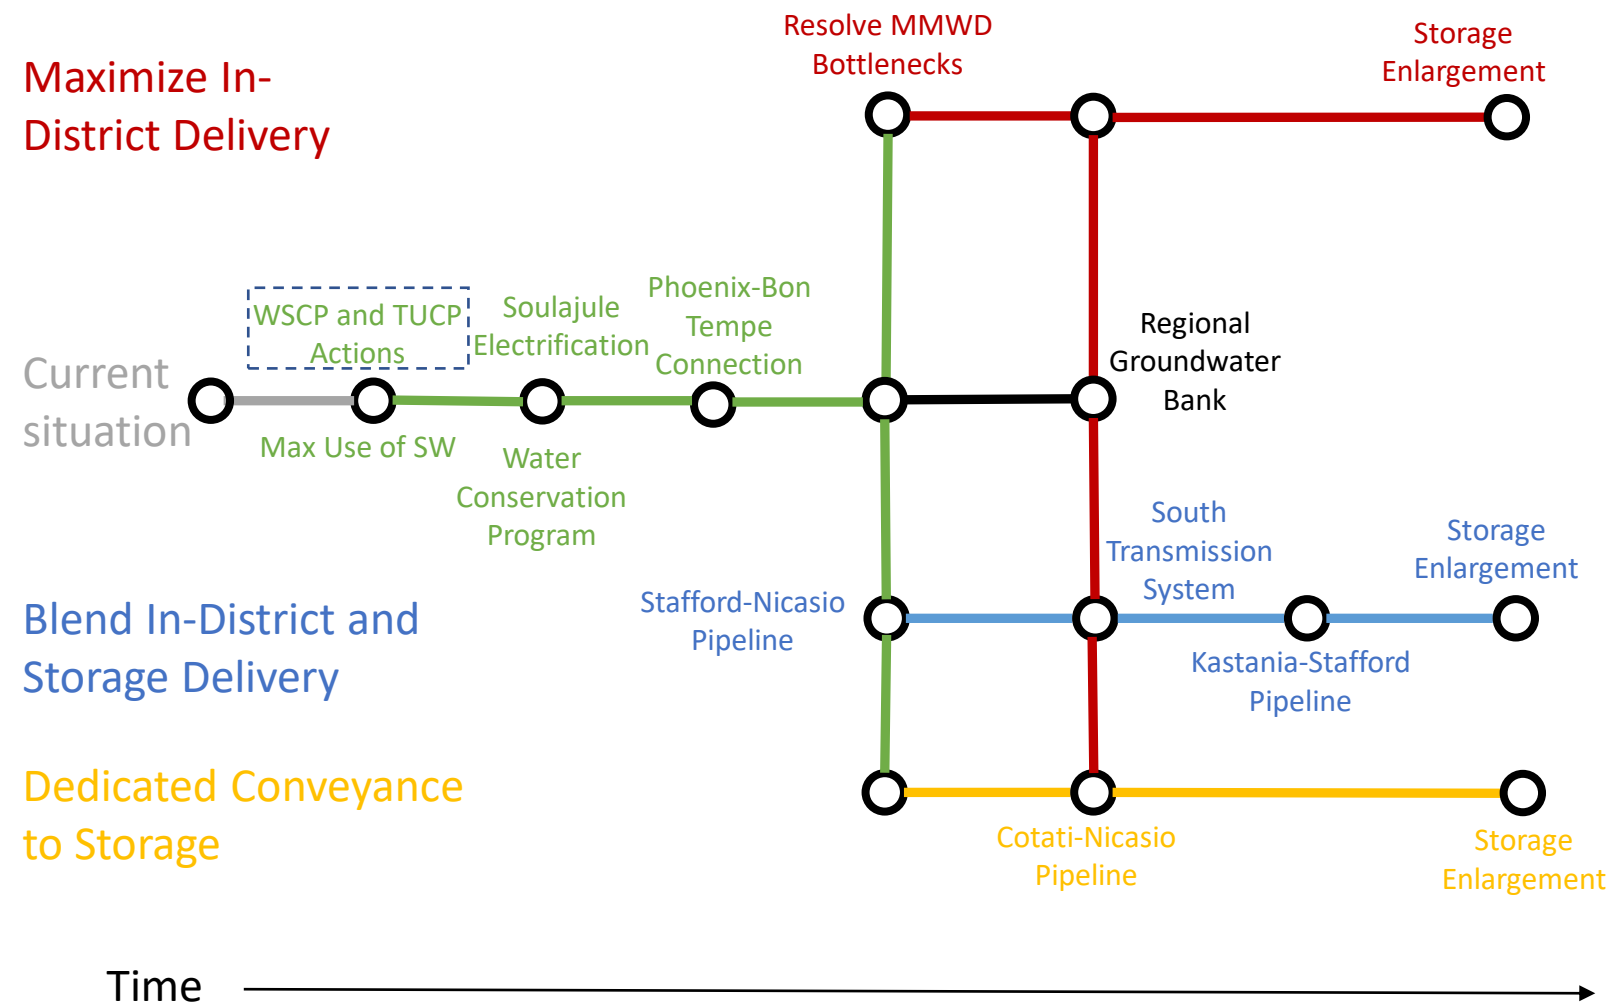 Resolve MMWD
Bottlenecks
Storage
Enlargement
Maximize In-
District Delivery
WSCP and TUCP
Actions
Soulajule
Electrification
Phoenix-Bon
Tempe
Connection
Regional
Groundwater
Bank
Current
situation
Max Use of SW
Water
Conservation
Program
South
Transmission
System
Storage
Enlargement
Blend In-District and
Storage Delivery
Stafford-Nicasio
Pipeline
Kastania-Stafford
Pipeline
Dedicated Conveyance
to Storage
Cotati-Nicasio
Pipeline
Storage
Enlargement
Time